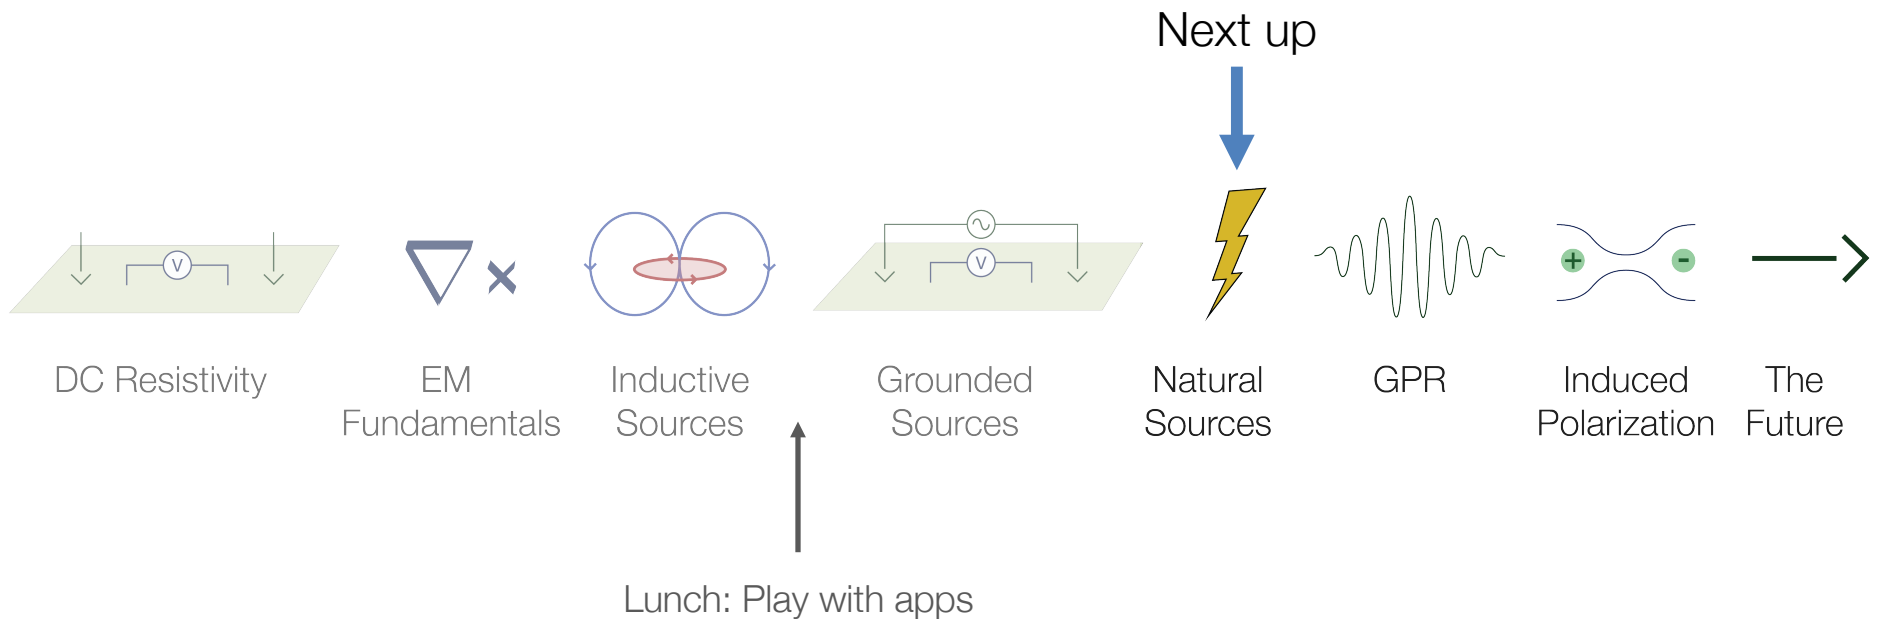 Next up
V
V
+
-
DC Resistivity
EM
Fundamentals
Inductive
Sources
Grounded
Sources
Natural
Sources
GPR
Induced
Polarization
The
Future
Lunch: Play with apps